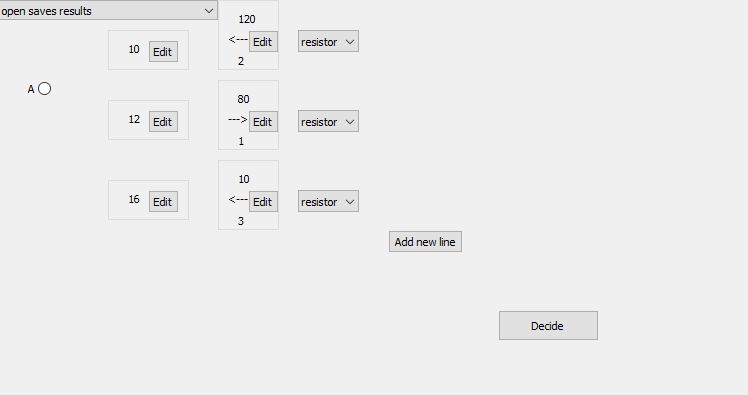 open saves results
120
10 Edit <--- Edit resistor
2
A
80
12 Edit ---> Edit resistor
1
10
16 Edit <--- Edit resistor
3
Add new line
Decide